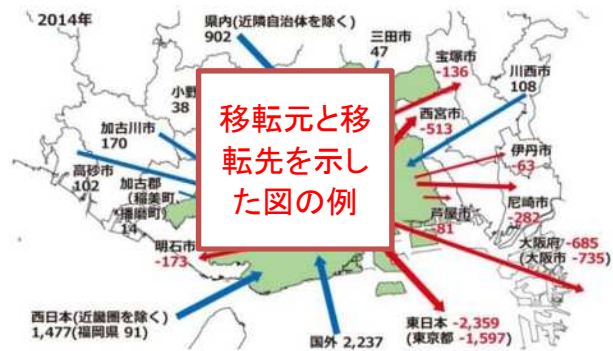 2014年
県内(近隣自治体を除く)
902
三田市
47
宝塚市
-136
川西市
108
小野
38
西宮市
-513
加古川市
170
伊丹市
-63
高砂市
102
加古郡
(稲美町、
播磨町)
14
尼崎市
-282
芦屋市
-81
明石市
-173
大阪府 -685
(大阪市 -735)
西日本(近畿圏を除く)
1,477(福岡県 91)
国外 2,237
東日本 -2,359
(東京都 -1,597)
移転元と移
転先を示し
た図の例